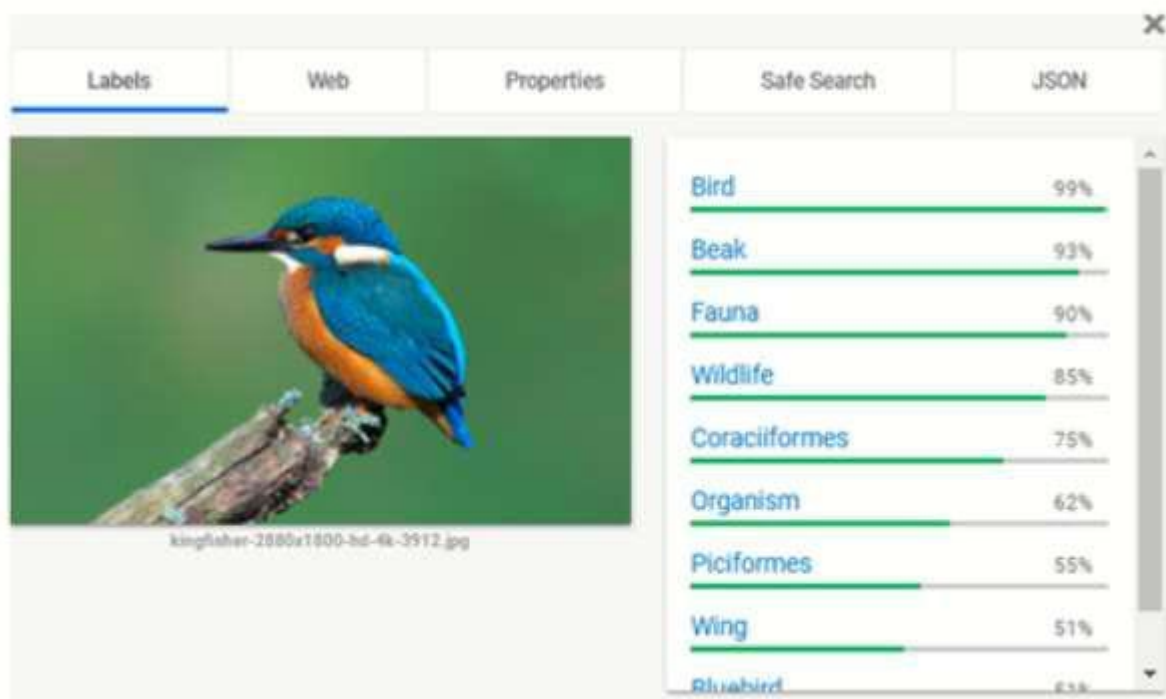 Labels Web Properties Safe Search JSON
Bird 99%
Beak 93%
Fauna 90%
Wildlife 85%
Coraciiformes 75%
Organism 62%
kingfisher-2880x1800-hd-4k-3912.jpg
Piciformes 55%
Wing 51%
Bluebird 51%